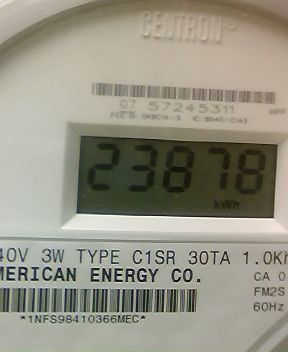 CENTRON®
07 57245311
23878
kWh
40V 3W TYPE C1SR 30TA 1.0Kh
MERICAN ENERGY CO.
CA 0
FM2S
60Hz
*1NFS98410366MEC*